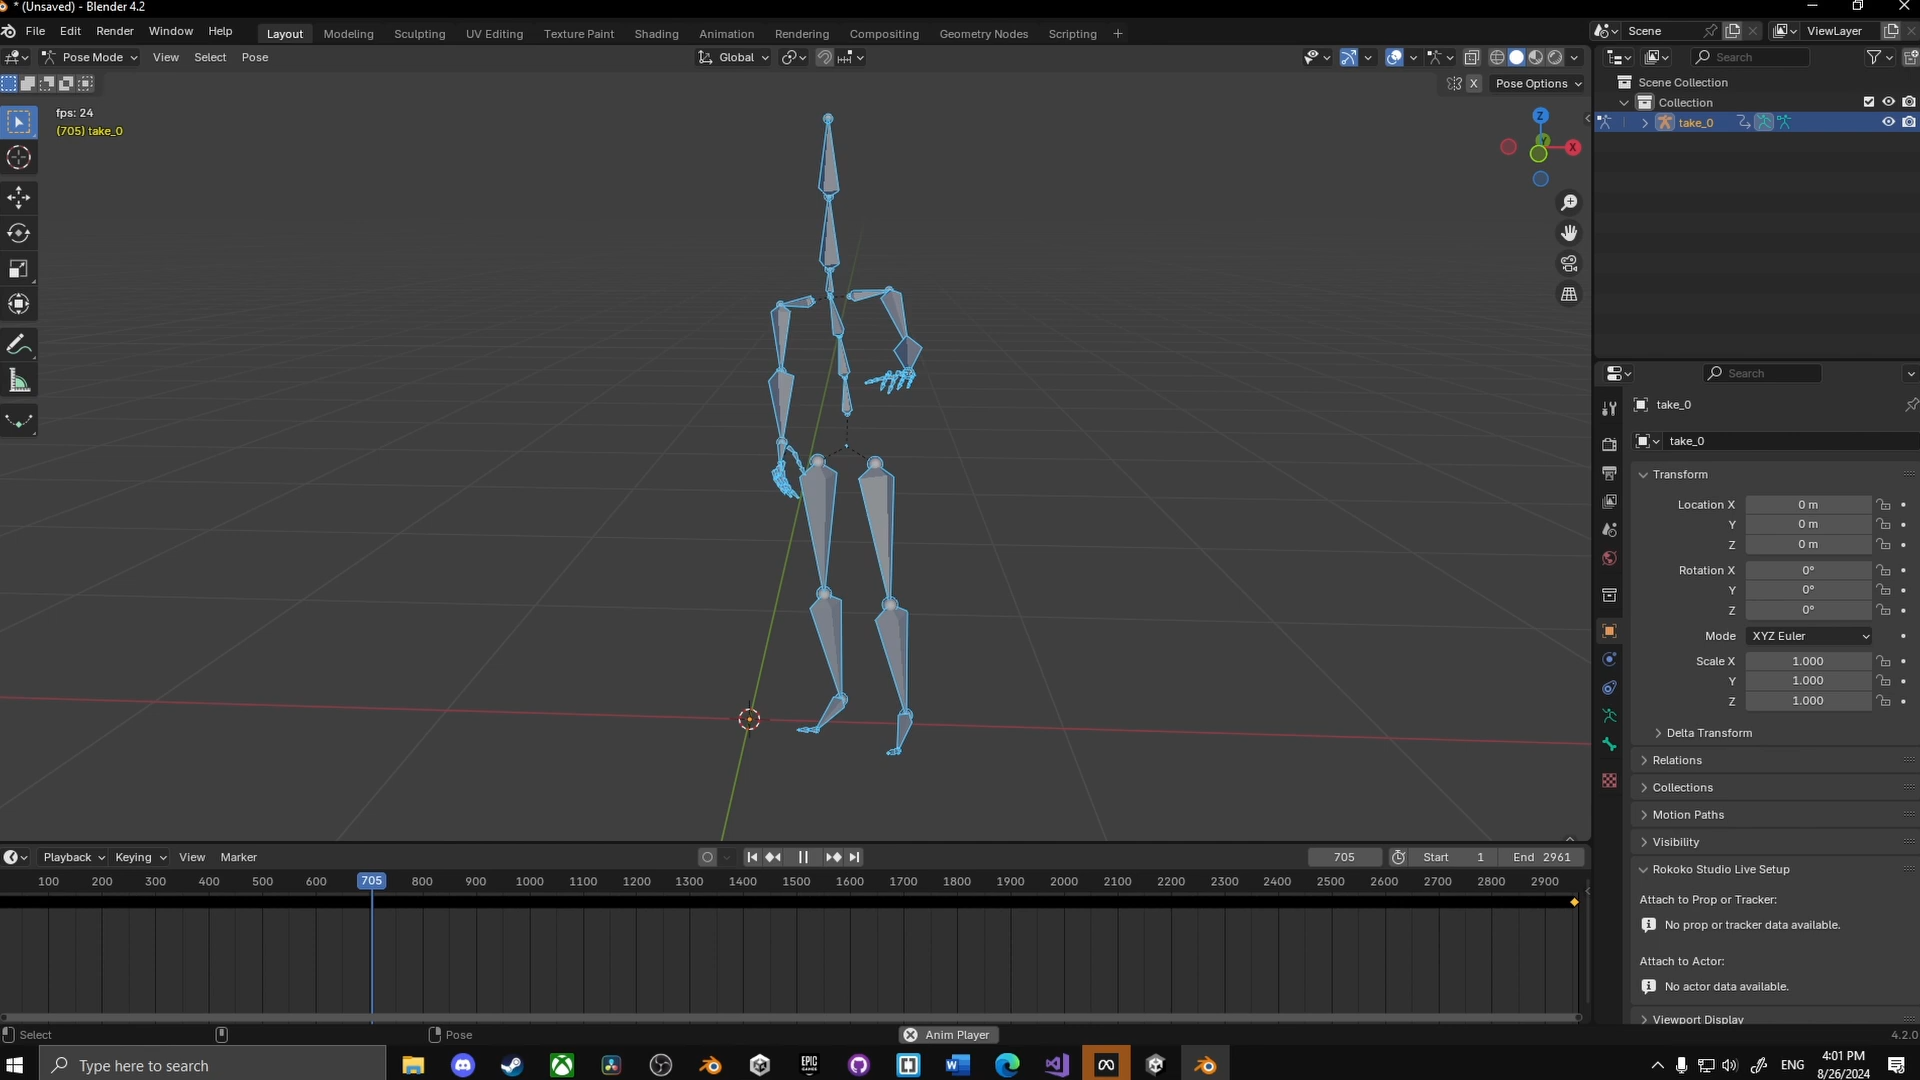 * (Unsaved) - Blender 4.2
File Edit Render Window Help Layout Modeling Sculpting UV Editing Texture Paint Shading Animation Rendering Compositing Geometry Nodes Scripting + Scene ViewLayer
Pose Mode View Select Pose Global Search
X Pose Options
Scene Collection
Collection
take_0
fps: 24
(705) take_0
Z
Y
X
Search
take_0
take_0
Transform
Location X 0 m
Y 0 m
Z 0 m
Rotation X 0°
Y 0°
Z 0°
Mode XYZ Euler
Scale X 1.000
Y 1.000
Z 1.000
Delta Transform
Relations
Collections
Motion Paths
Visibility
Rokoko Studio Live Setup
Attach to Prop or Tracker:
No prop or tracker data available.
Attach to Actor:
No actor data available.
Viewport Display
Playback Keying View Marker 705 Start 1 End 2961
100 200 300 400 500 600 705 800 900 1000 1100 1200 1300 1400 1500 1600 1700 1800 1900 2000 2100 2200 2300 2400 2500 2600 2700 2800 2900
Select Pose Anim Player 4.2.0
Type here to search
EPIC GAMES
ENG
4:01 PM
8/26/2024